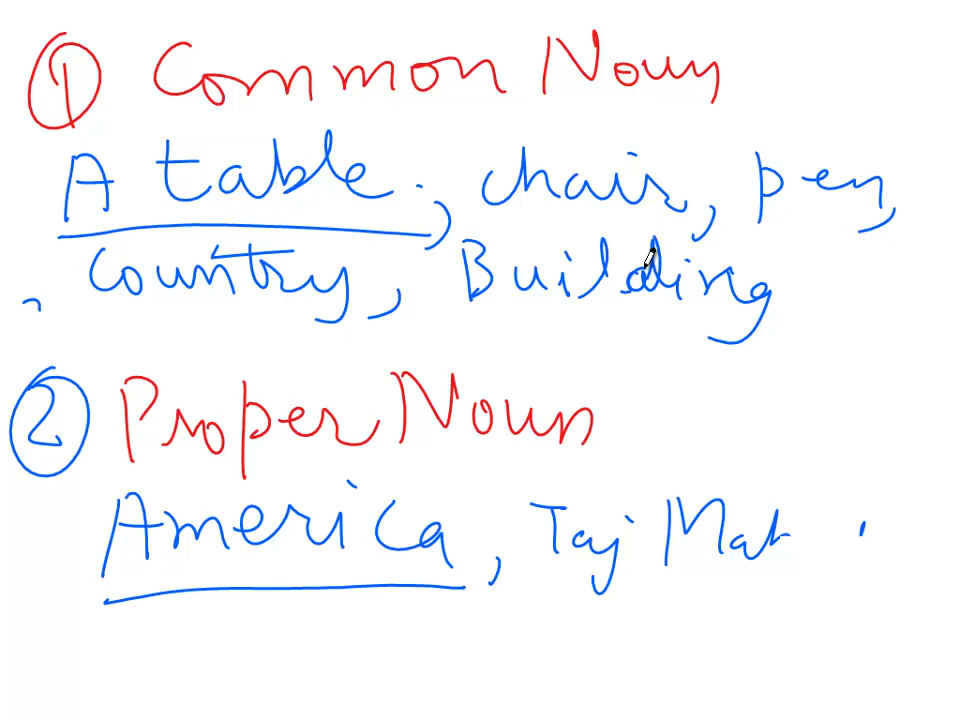 ① Common Noun
A table, chair, pen,
Country, Building
② Proper Noun
America, Taj Mah